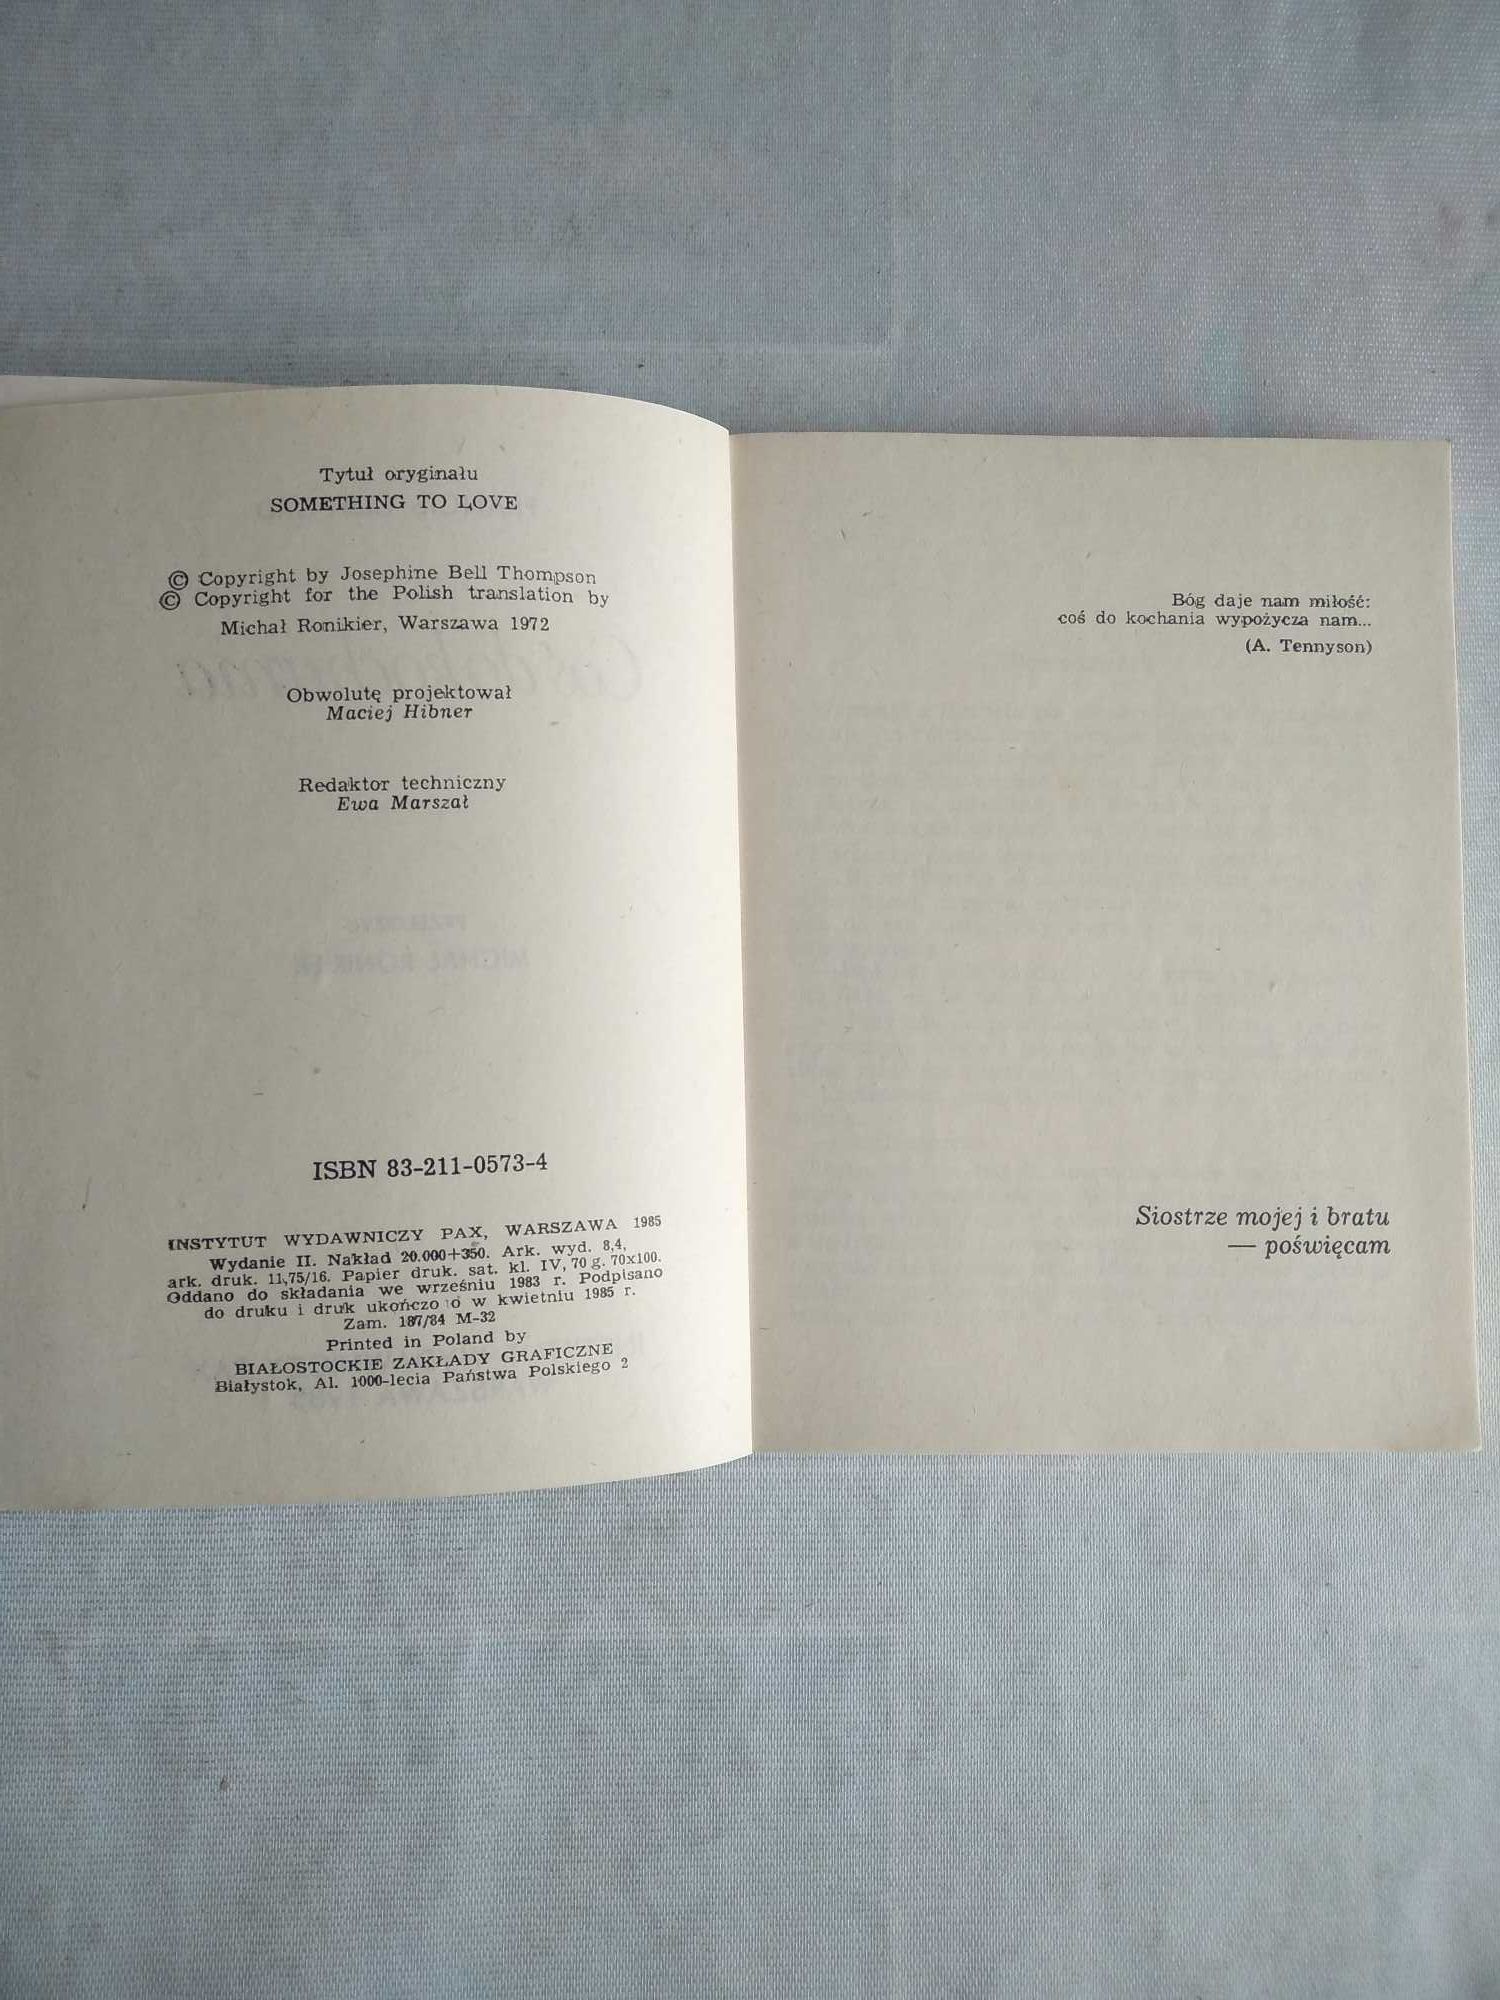 Tytuł oryginału
SOMETHING TO LOVE
© Copyright by Josephine Bell Thompson
© Copyright for the Polish translation by
Michał Ronikier, Warszawa 1972
Obwolutę projektował
Maciej Hibner
Redaktor techniczny
Ewa Marszał
ISBN 83-211-0573-4
INSTYTUT WYDAWNICZY PAX, WARSZAWA 1985
Wydanie II. Nakład 20.000+350. Ark. wyd. 8,4,
ark. druk. 11,75/16. Papier druk. sat. kl. IV, 70 g. 70x100.
Oddano do składania we wrześniu 1983 r. Podpisano
do druku i druk ukończo o w kwietniu 1985 r.
Zam. 187/84 M-32
Printed in Poland by
BIAŁOSTOCKIE ZAKŁADY GRAFICZNE
Białystok, Al. 1000-lecia Państwa Polskiego 2
Bóg daje nam miłość:
coś do kochania wypożycza nam...
(A. Tennyson)
Siostrze mojej i bratu
— poświęcam